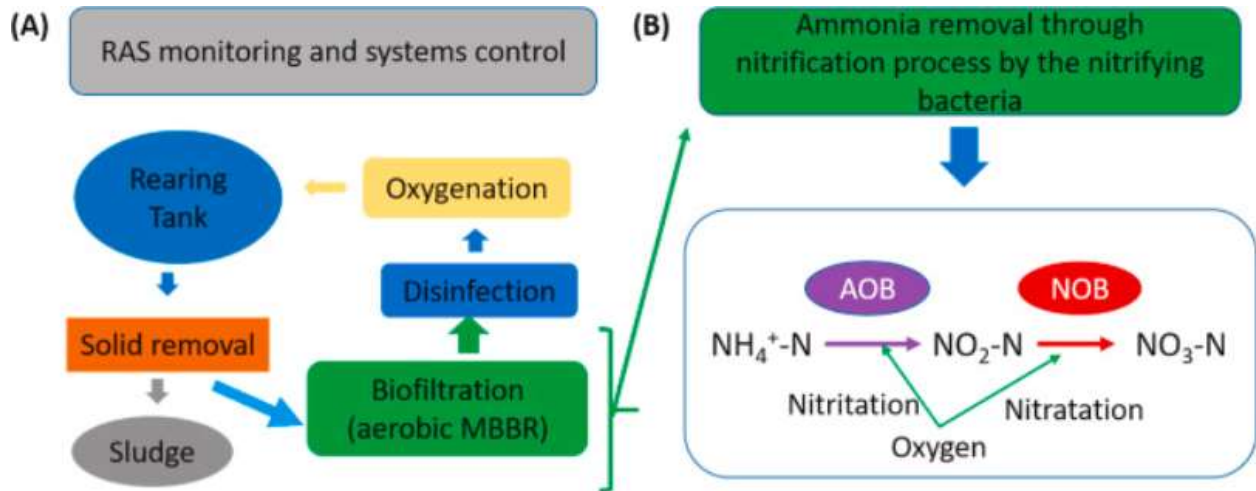 (A)
RAS monitoring and systems control
Rearing
Tank
Oxygenation
Disinfection
Solid removal
Biofiltration
(aerobic MBBR)
Sludge
(B)
Ammonia removal through
nitrification process by the nitrifying
bacteria
AOB
NOB
NH₄⁺-N
NO₂-N
NO₃-N
Nitritation
Nitratation
Oxygen